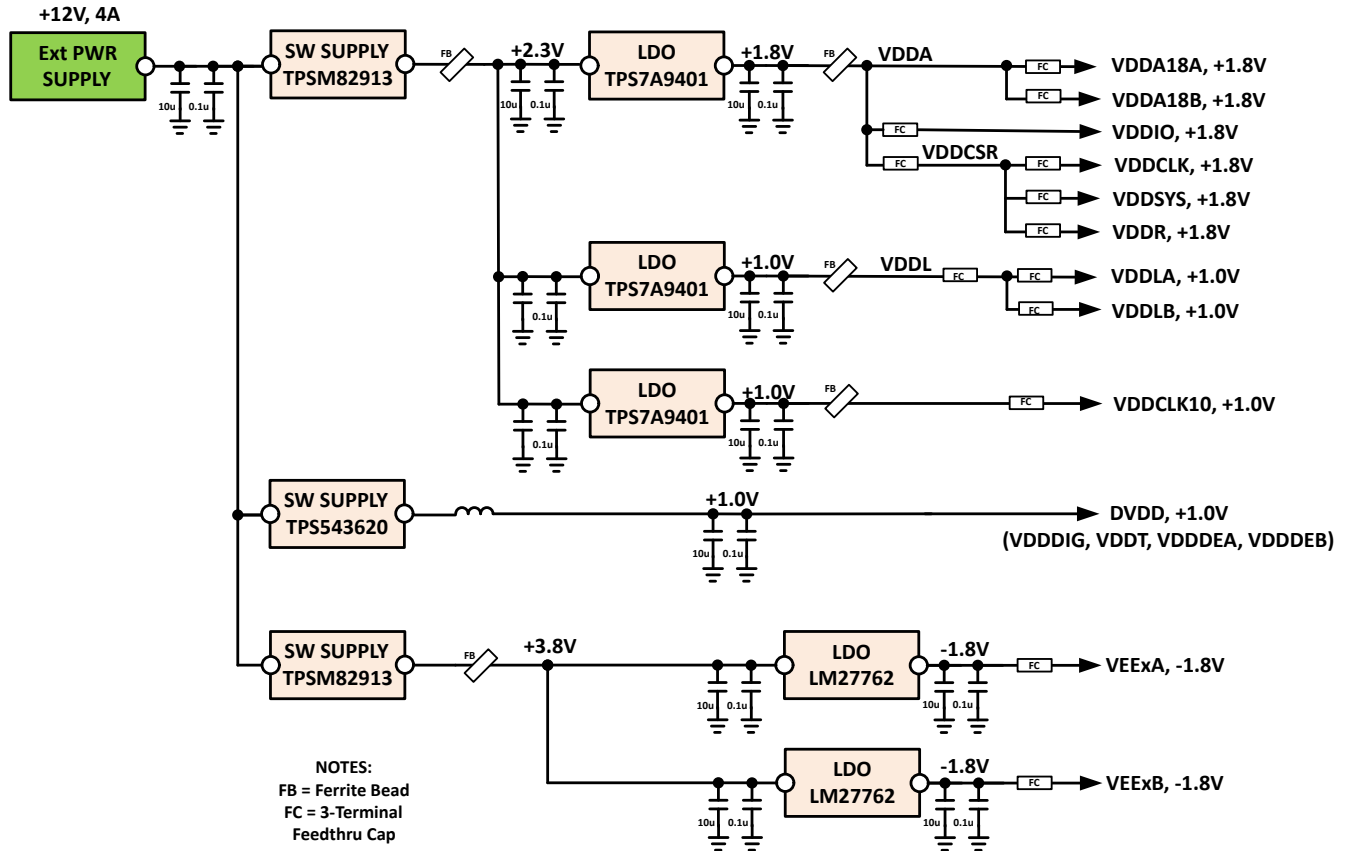 +12V, 4A
Ext PWR
SUPPLY
10u
0.1u
SW SUPPLY
TPSM82913
FB
+2.3V
10u
0.1u
LDO
TPS7A9401
+1.8V
10u
0.1u
FB
VDDA
FC
VDDA18A, +1.8V
FC
VDDA18B, +1.8V
FC
VDDIO, +1.8V
FC
VDDCSR
FC
VDDCLK, +1.8V
FC
VDDSYS, +1.8V
FC
VDDR, +1.8V
0.1u
LDO
TPS7A9401
+1.0V
10u
0.1u
FB
VDDL
FC
FC
VDDLA, +1.0V
FC
VDDLB, +1.0V
0.1u
LDO
TPS7A9401
+1.0V
10u
0.1u
FB
FC
VDDCLK10, +1.0V
SW SUPPLY
TPS543620
+1.0V
10u
0.1u
DVDD, +1.0V
(VDDDIG, VDDT, VDDDEA, VDDDEB)
SW SUPPLY
TPSM82913
FB
+3.8V
10u
0.1u
LDO
LM27762
-1.8V
10u
0.1u
FC
VEExA, -1.8V
10u
0.1u
LDO
LM27762
-1.8V
10u
0.1u
FC
VEExB, -1.8V
NOTES:
FB = Ferrite Bead
FC = 3-Terminal
Feedthru Cap